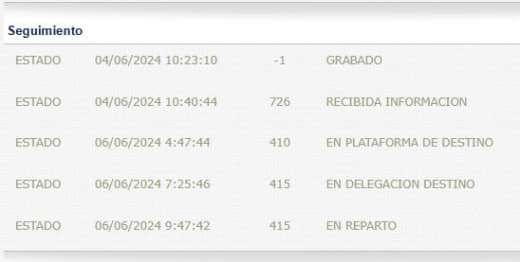 Seguimiento
ESTADO 04/06/2024 10:23:10 -1 GRABADO
ESTADO 04/06/2024 10:40:44 726 RECIBIDA INFORMACION
ESTADO 06/06/2024 4:47:44 410 EN PLATAFORMA DE DESTINO
ESTADO 06/06/2024 7:25:46 415 EN DELEGACION DESTINO
ESTADO 06/06/2024 9:47:42 415 EN REPARTO